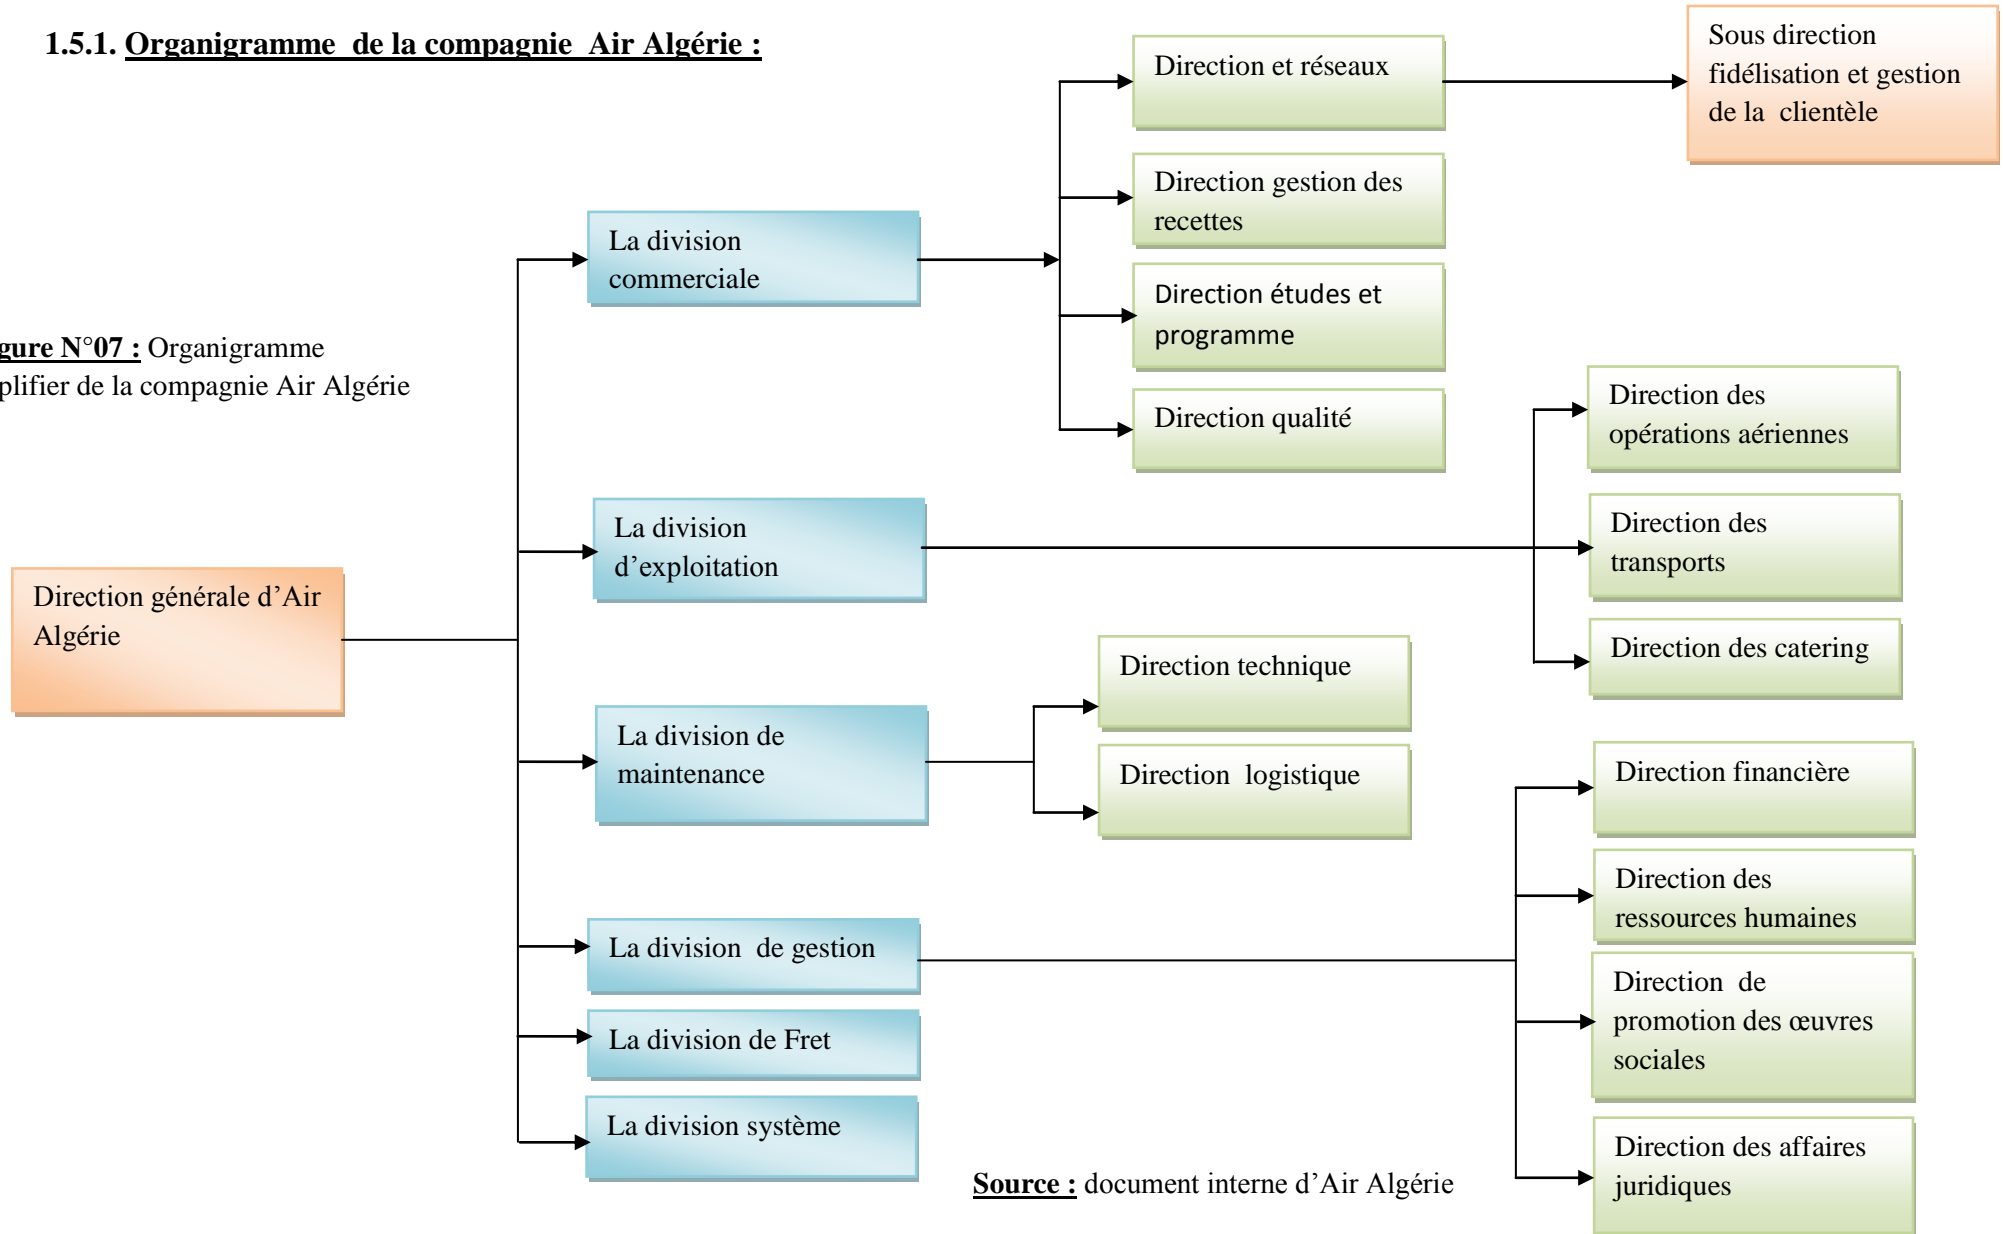 1.5.1. Organigramme de la compagnie Air Algérie :
gure N°07 : Organigramme
plifier de la compagnie Air Algérie
Direction générale d’Air
Algérie
La division
commerciale
La division
d’exploitation
La division de
maintenance
La division de gestion
La division de Fret
La division système
Direction et réseaux
Direction gestion des
recettes
Direction études et
programme
Direction qualité
Sous direction
fidélisation et gestion
de la clientèle
Direction des
opérations aériennes
Direction des
transports
Direction des catering
Direction technique
Direction logistique
Direction financière
Direction des
ressources humaines
Direction de
promotion des œuvres
sociales
Direction des affaires
juridiques
Source : document interne d’Air Algérie